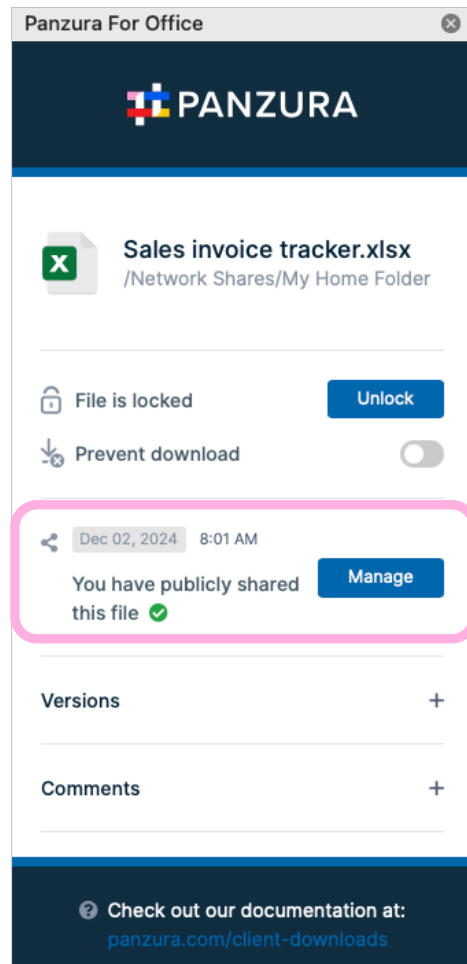 Panzura For Office
PANZURA
X
Sales invoice tracker.xlsx
/Network Shares/My Home Folder
File is locked
Unlock
Prevent download
Dec 02, 2024 8:01 AM
You have publicly shared
this file
Manage
Versions +
Comments +
? Check out our documentation at:
panzura.com/client-downloads